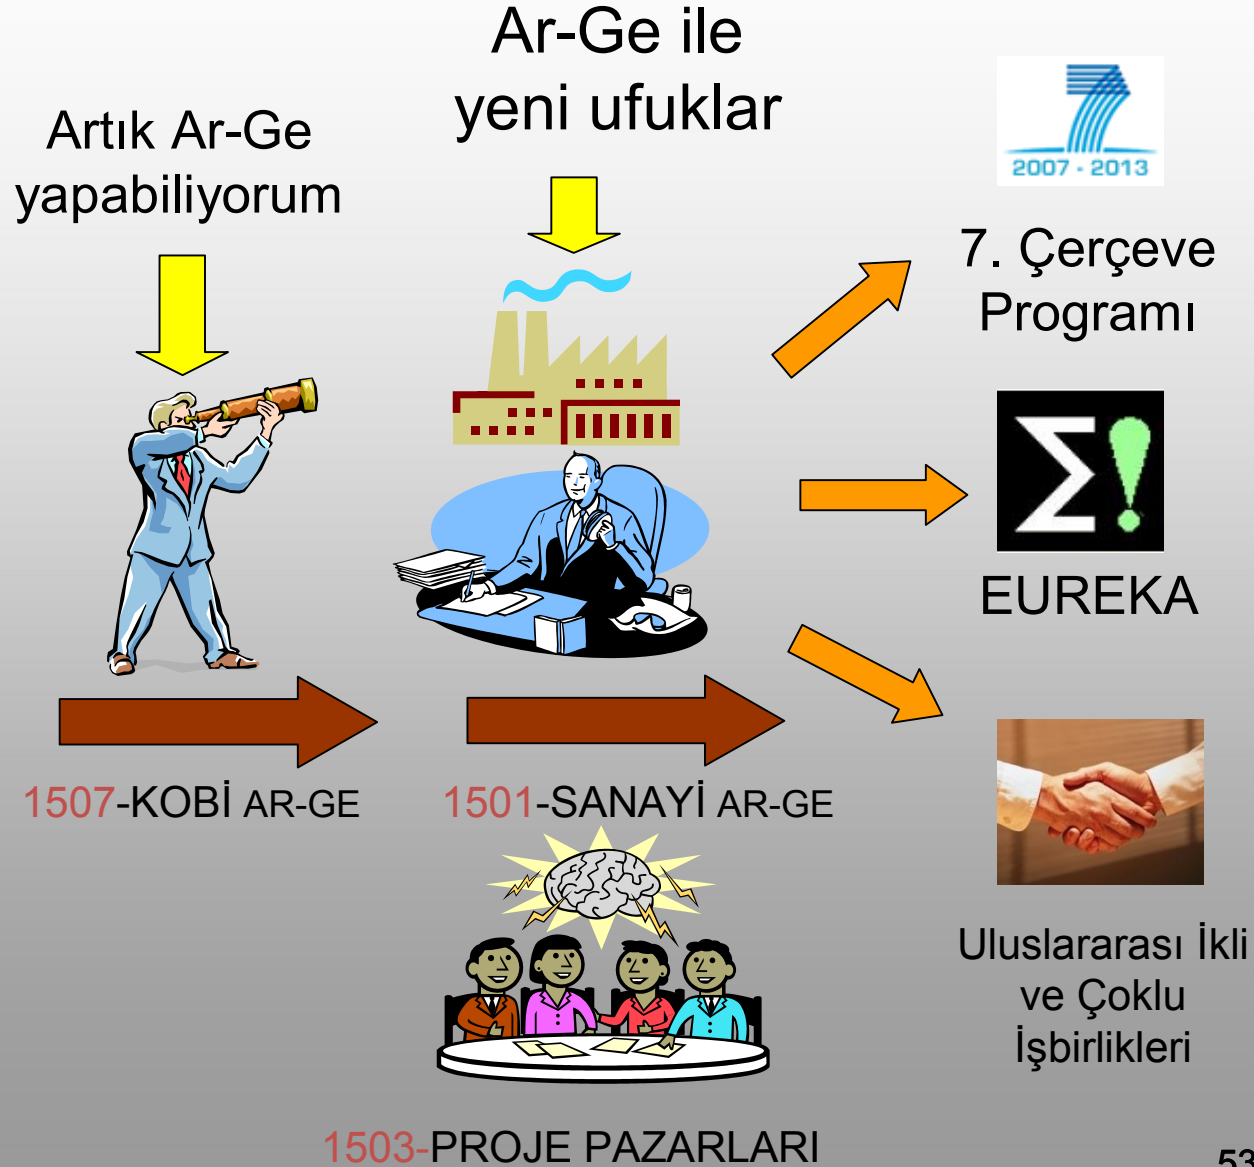 Ar-Ge ile
yeni ufuklar
Artık Ar-Ge
yapabiliyorum
2007 - 2013
7. Çerçeve
Programı
Σ!
EUREKA
1507-KOBİ AR-GE
1501-SANAYİ AR-GE
Uluslararası İkli
ve Çoklu
İşbirlikleri
1503-PROJE PAZARLARI
53